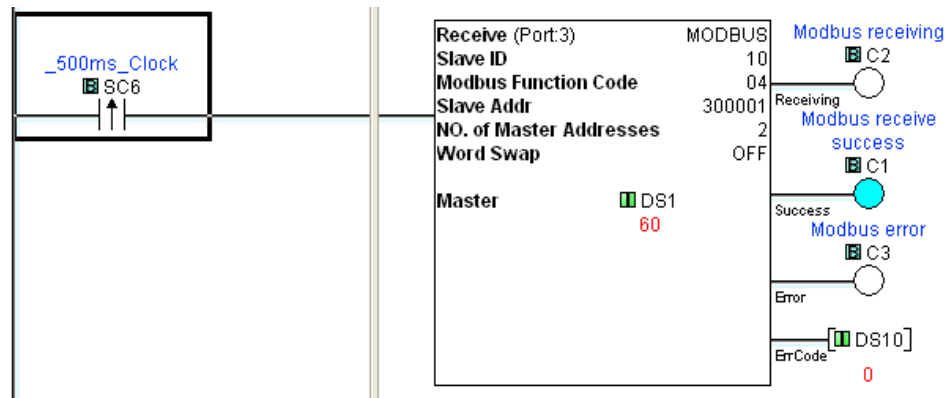 _500ms_Clock
SC6
Receive (Port:3) MODBUS
Slave ID 10
Modbus Function Code 04
Slave Addr 300001
NO. of Master Addresses 2
Word Swap OFF
Master DS1
60
Modbus receiving
C2
Receiving
Modbus receive
success
C1
Success
Modbus error
C3
Error
DS10
ErrCode
0